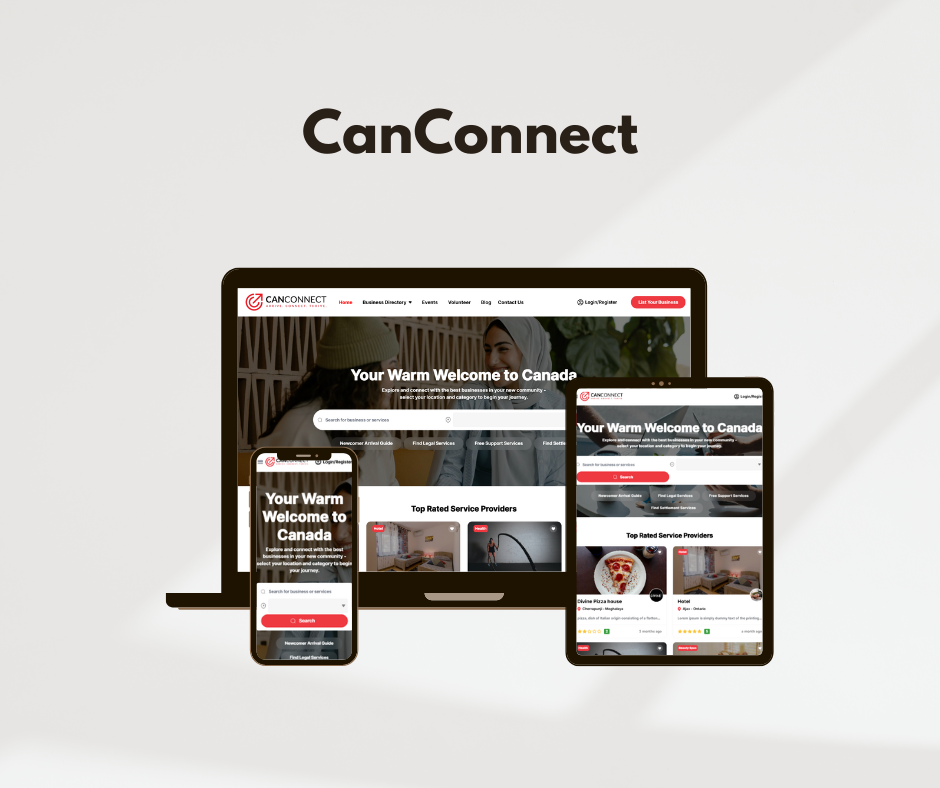 CanConnect
CANCONNECT
Home Business Directory Events Volunteer Blog Contact Us Login/Register List Your Business
Your Warm Welcome to Canada
Explore and connect with the best businesses in your new community -
select your location and category to begin your journey.
Search for business or services
Newcomer Arrival Guide Find Legal Services Free Support Services Find Settl
Top Rated Service Providers
Hotel Health
CANCONNECT Login/Register
Your Warm
Welcome to
Canada
Explore and connect with the best
businesses in your new community -
select your location and category to begin
your journey.
Search for business or services
Search
Newcomer Arrival Guide
Find Legal Services
CANCONNECT Login/Regist
Your Warm Welcome to Canada
Explore and connect with the best businesses in your new community -
select your location and category to begin your journey.
Search for business or services
Search
Newcomer Arrival Guide Find Legal Services Free Support Services
Find Settlement Services
Top Rated Service Providers
Hotel
Divine Pizza house Hotel
Cherrapunji - Meghalaya Ajax - Ontario
pizza, dish of Italian origin consisting of a flatten... Lorem Ipsum is simply dummy text of the printing...
5 months ago a month ago
Health